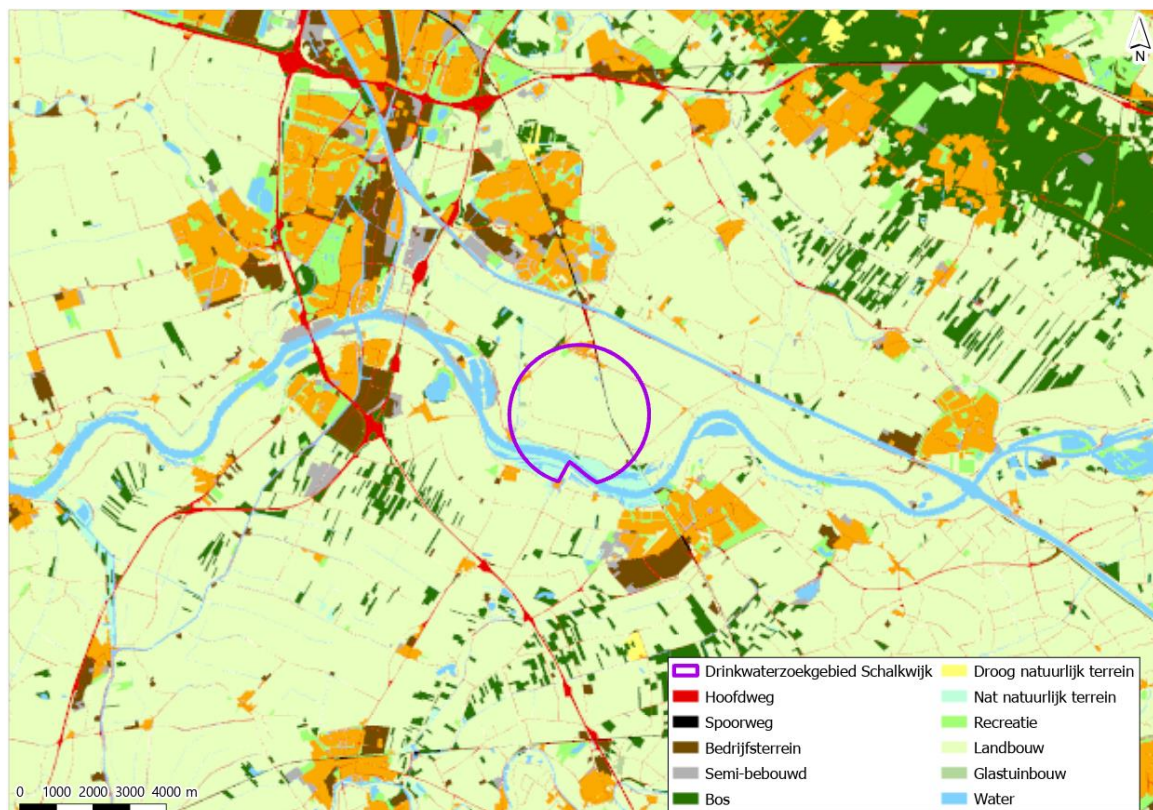 N
Drinkwaterzoekgebied Schalkwijk
Hoofdweg
Spoorweg
Bedrijfsterrein
Semi-bebouwd
Bos
Droog natuurlijk terrein
Nat natuurlijk terrein
Recreatie
Landbouw
Glastuinbouw
Water
0 1000 2000 3000 4000 m